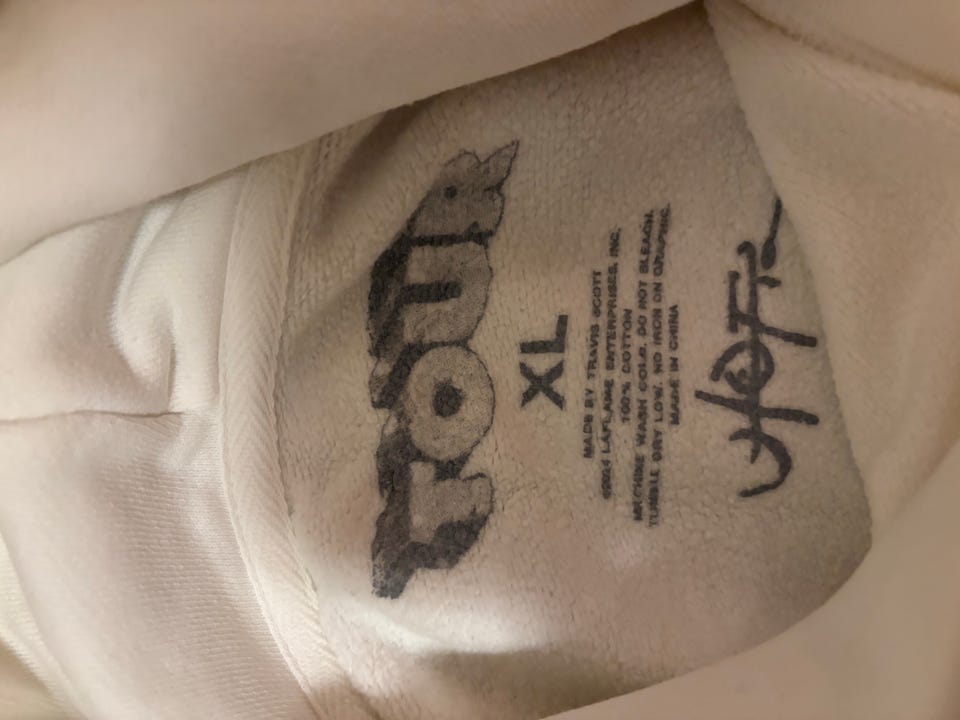 TOUR
XL
MADE BY TRAVIS SCOTT
©2024 LAFLAME ENTERPRISES, INC.
100% COTTON
MACHINE WASH COLD. DO NOT BLEACH.
TUMBLE DRY LOW. NO IRON ON GRAPHIC.
MADE IN CHINA